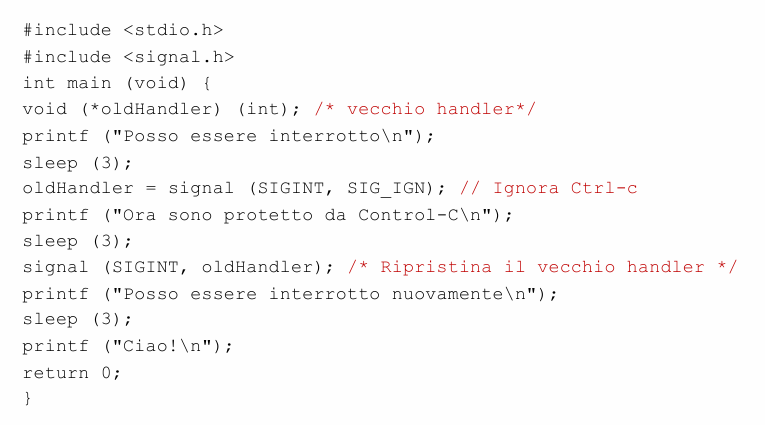 #include <stdio.h>
#include <signal.h>
int main (void) {
void (*oldHandler) (int); /* vecchio handler*/
printf ("Posso essere interrotto\n");
sleep (3);
oldHandler = signal (SIGINT, SIG_IGN); // Ignora Ctrl-c
printf ("Ora sono protetto da Control-C\n");
sleep (3);
signal (SIGINT, oldHandler); /* Ripristina il vecchio handler */
printf ("Posso essere interrotto nuovamente\n");
sleep (3);
printf ("Ciao!\n");
return 0;
}